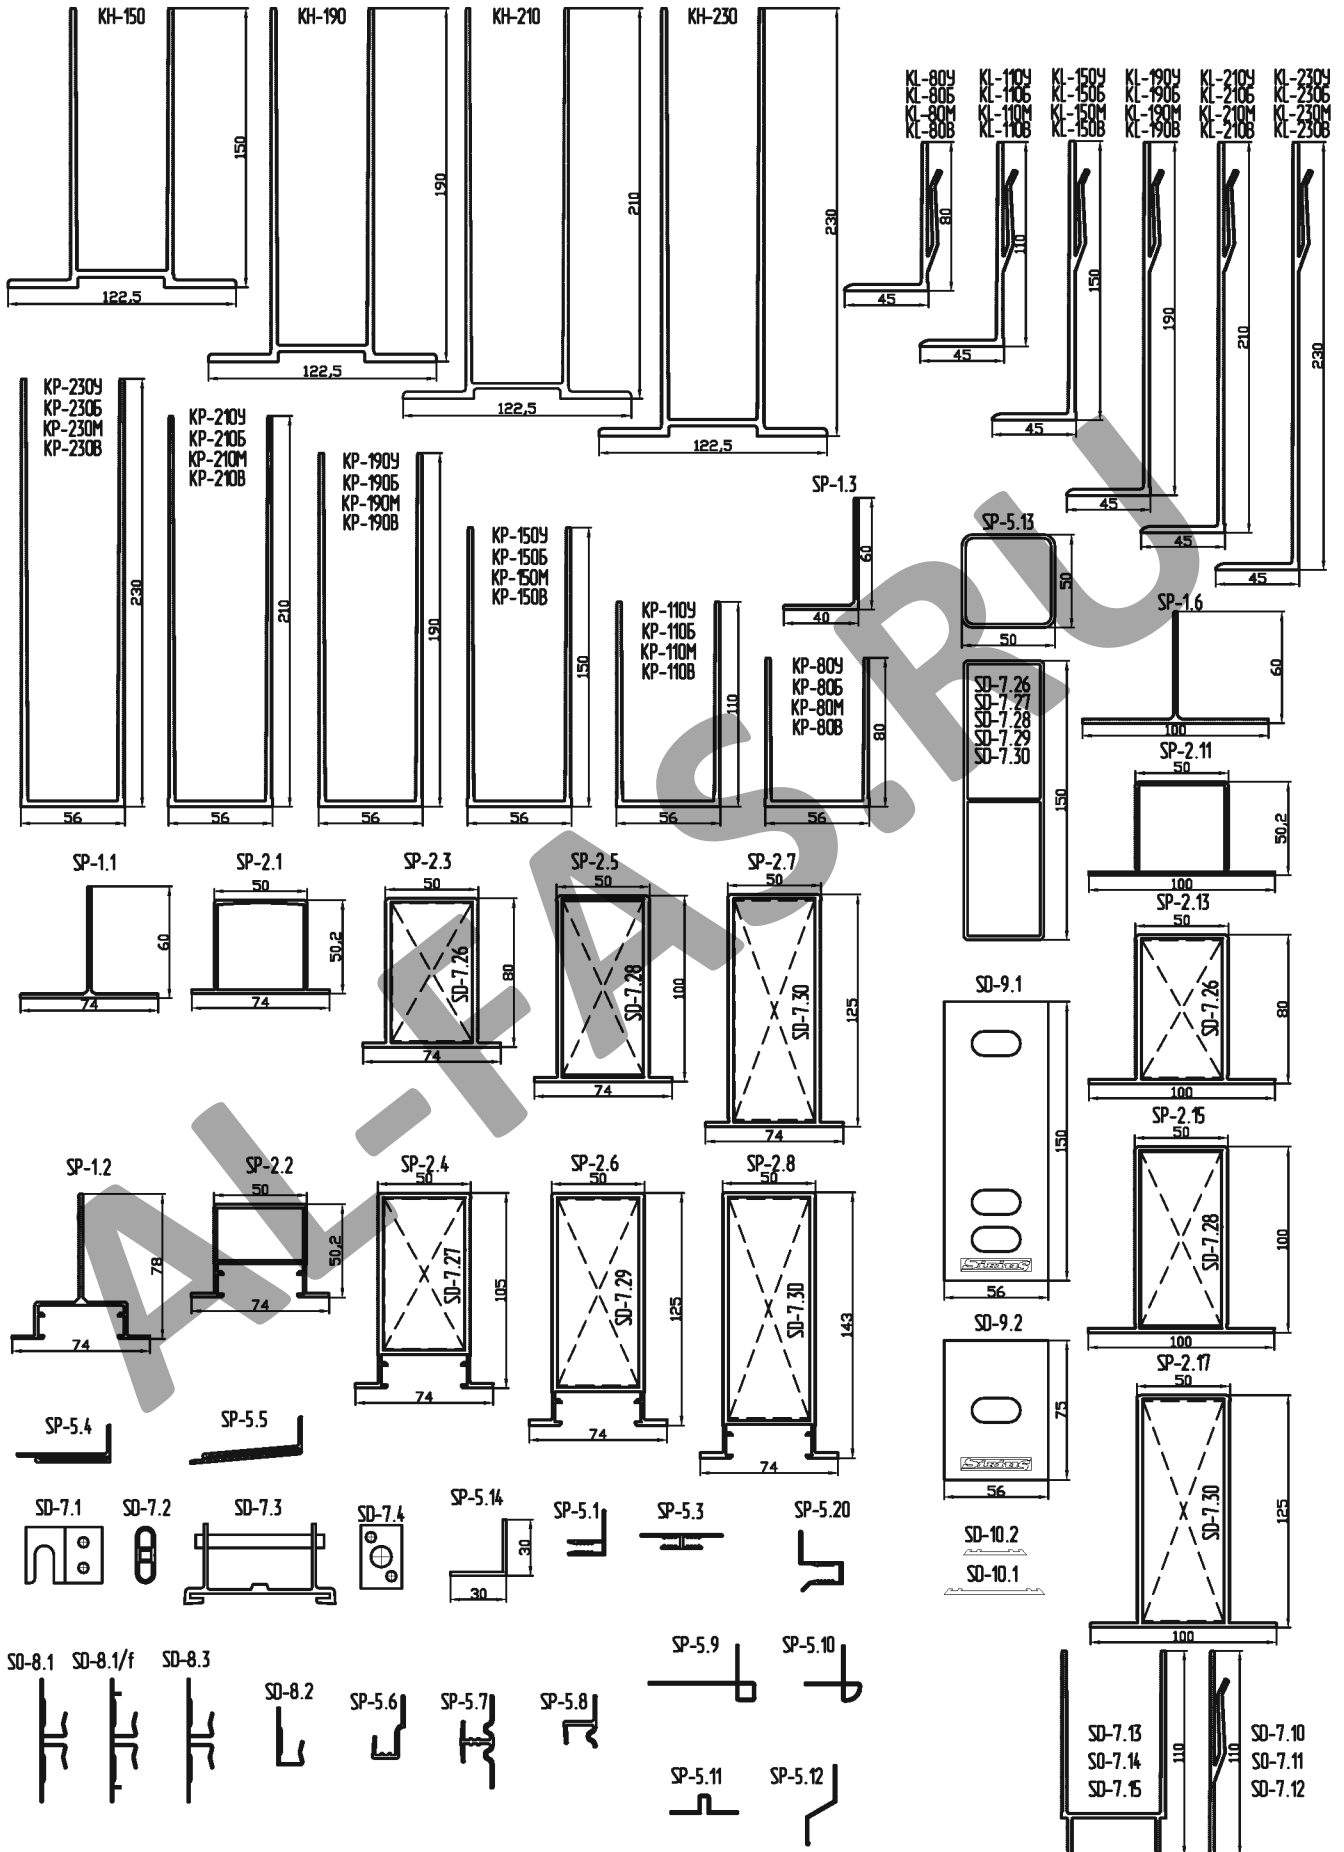 KH-150
KH-190
KH-210
KH-230
150
190
210
230
122,5
122,5
122,5
122,5
KL-80У
KL-80Б
KL-80М
KL-80В
KL-110У
KL-110Б
KL-110М
KL-110В
KL-150У
KL-150Б
KL-150М
KL-150В
KL-190У
KL-190Б
KL-190М
KL-190В
KL-210У
KL-210Б
KL-210М
KL-210В
KL-230У
KL-230Б
KL-230М
KL-230В
80
110
150
190
210
230
45
45
45
45
45
45
KP-230У
KP-230Б
KP-230М
KP-230В
230
56
KP-210У
KP-210Б
KP-210М
KP-210В
210
56
KP-190У
KP-190Б
KP-190М
KP-190В
190
56
KP-150У
KP-150Б
KP-150М
KP-150В
150
56
KP-110У
KP-110Б
KP-110М
KP-110В
110
56
KP-80У
KP-80Б
KP-80М
KP-80В
80
56
SP-1.3
60
40
SP-5.13
50
50
SP-1.6
60
100
SD-7.26
SD-7.27
SD-7.28
SD-7.29
SD-7.30
150
SP-2.11
50
50,2
100
SP-1.1
60
74
SP-2.1
50
50,2
74
SP-2.3
50
SD-7.26
80
74
SP-2.5
50
SD-7.28
100
74
SP-2.7
50
SD-7.30
125
74
SP-2.13
50
SD-7.26
80
100
SD-9.1
150
Sirius
56
SP-1.2
78
74
SP-2.2
50
50,2
74
SP-2.4
50
SD-7.27
105
74
SP-2.6
50
SD-7.29
125
74
SP-2.8
50
SD-7.30
143
74
SP-2.15
50
SD-7.28
100
100
SD-9.2
75
Sirius
56
SP-2.17
50
SD-7.30
125
100
SP-5.4
SP-5.5
SD-7.1
SD-7.2
SD-7.3
SD-7.4
SP-5.14
30
30
SP-5.1
SP-5.3
SP-5.20
SD-10.2
SD-10.1
SD-8.1
SD-8.1/f
SD-8.3
SD-8.2
SP-5.6
SP-5.7
SP-5.8
SP-5.9
SP-5.10
SP-5.11
SP-5.12
SD-7.13
SD-7.14
SD-7.15
110
110
SD-7.10
SD-7.11
SD-7.12
AL-FAS.RU